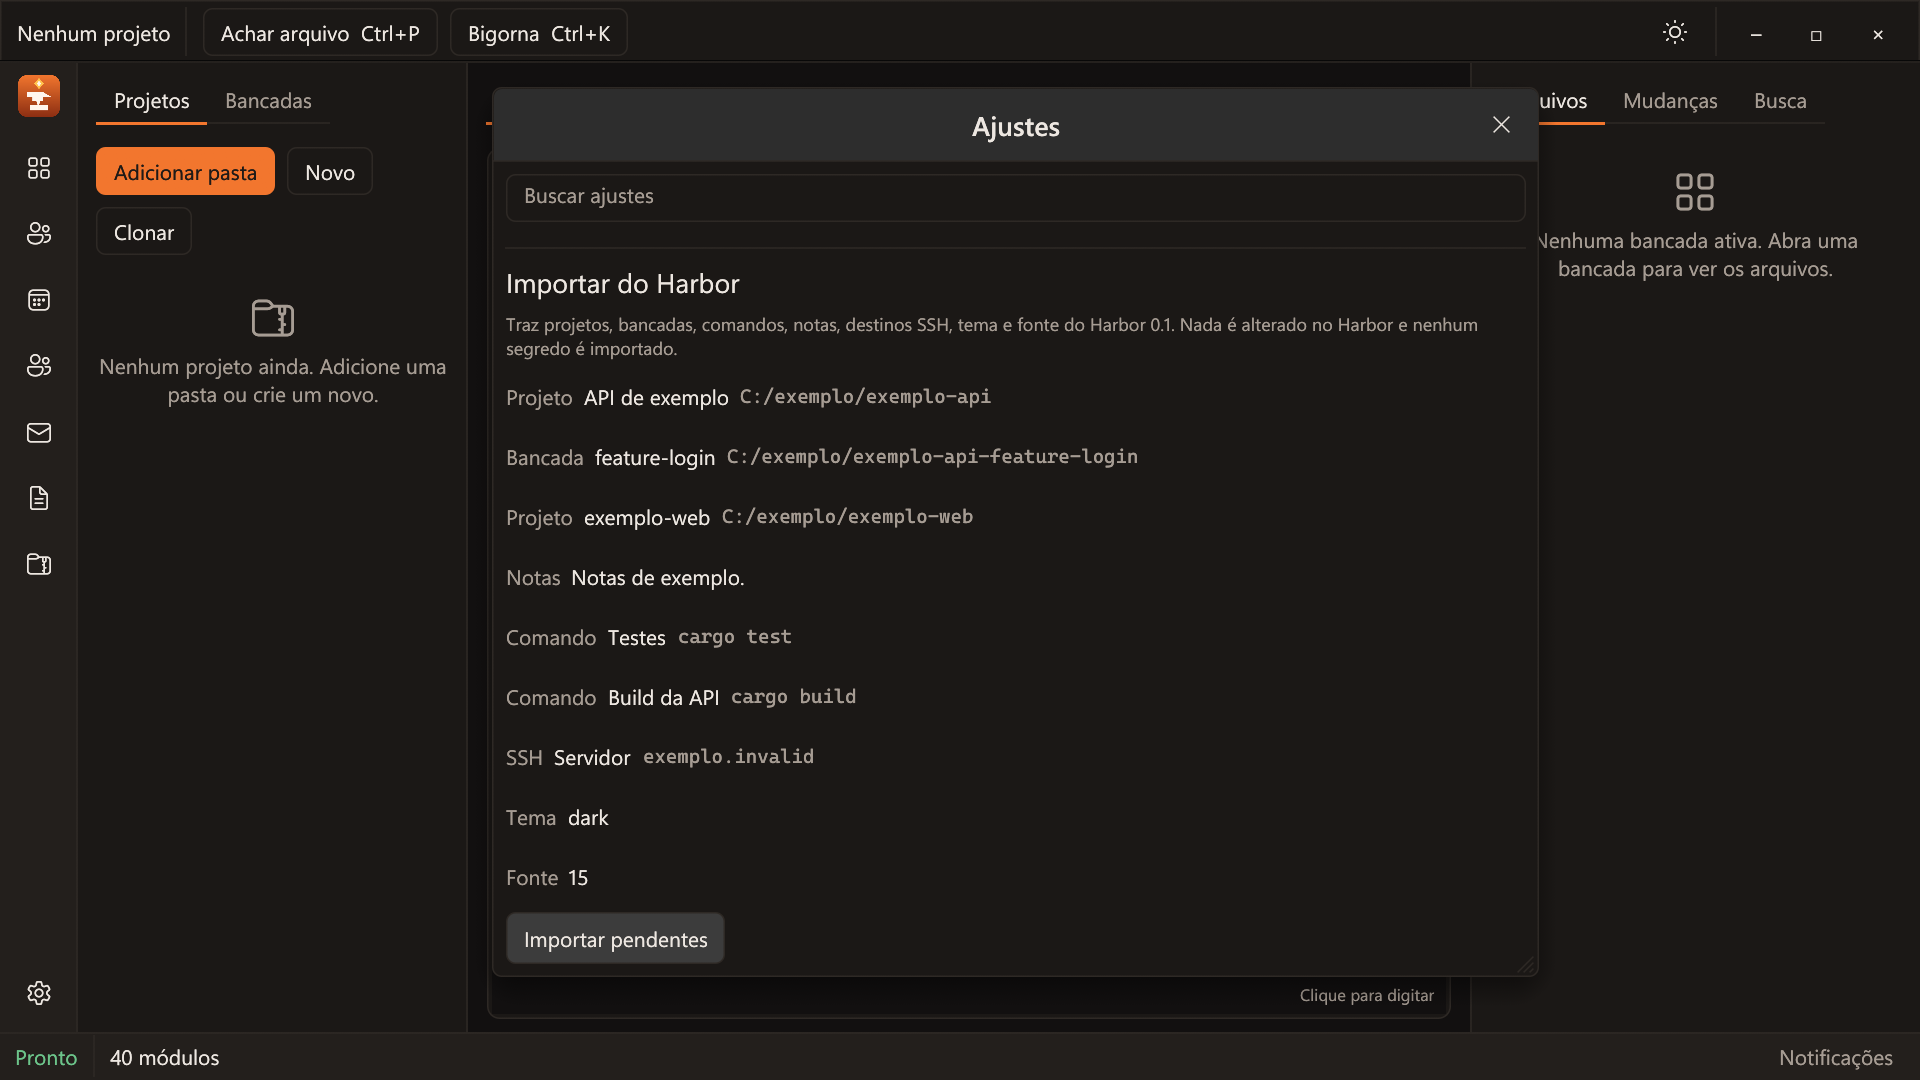 Nenhum projeto
Achar arquivo Ctrl+P
Bigorna Ctrl+K
Projetos
Bancadas
Adicionar pasta
Novo
Clonar
Nenhum projeto ainda. Adicione uma
pasta ou crie um novo.
Ajustes
Buscar ajustes
Importar do Harbor
Traz projetos, bancadas, comandos, notas, destinos SSH, tema e fonte do Harbor 0.1. Nada é alterado no Harbor e nenhum
segredo é importado.
Projeto API de exemplo C:/exemplo/exemplo-api
Bancada feature-login C:/exemplo/exemplo-api-feature-login
Projeto exemplo-web C:/exemplo/exemplo-web
Notas Notas de exemplo.
Comando Testes cargo test
Comando Build da API cargo build
SSH Servidor exemplo.invalid
Tema dark
Fonte 15
Importar pendentes
Clique para digitar
uivos
Mudanças
Busca
Nenhuma bancada ativa. Abra uma
bancada para ver os arquivos.
Pronto
40 módulos
Notificações